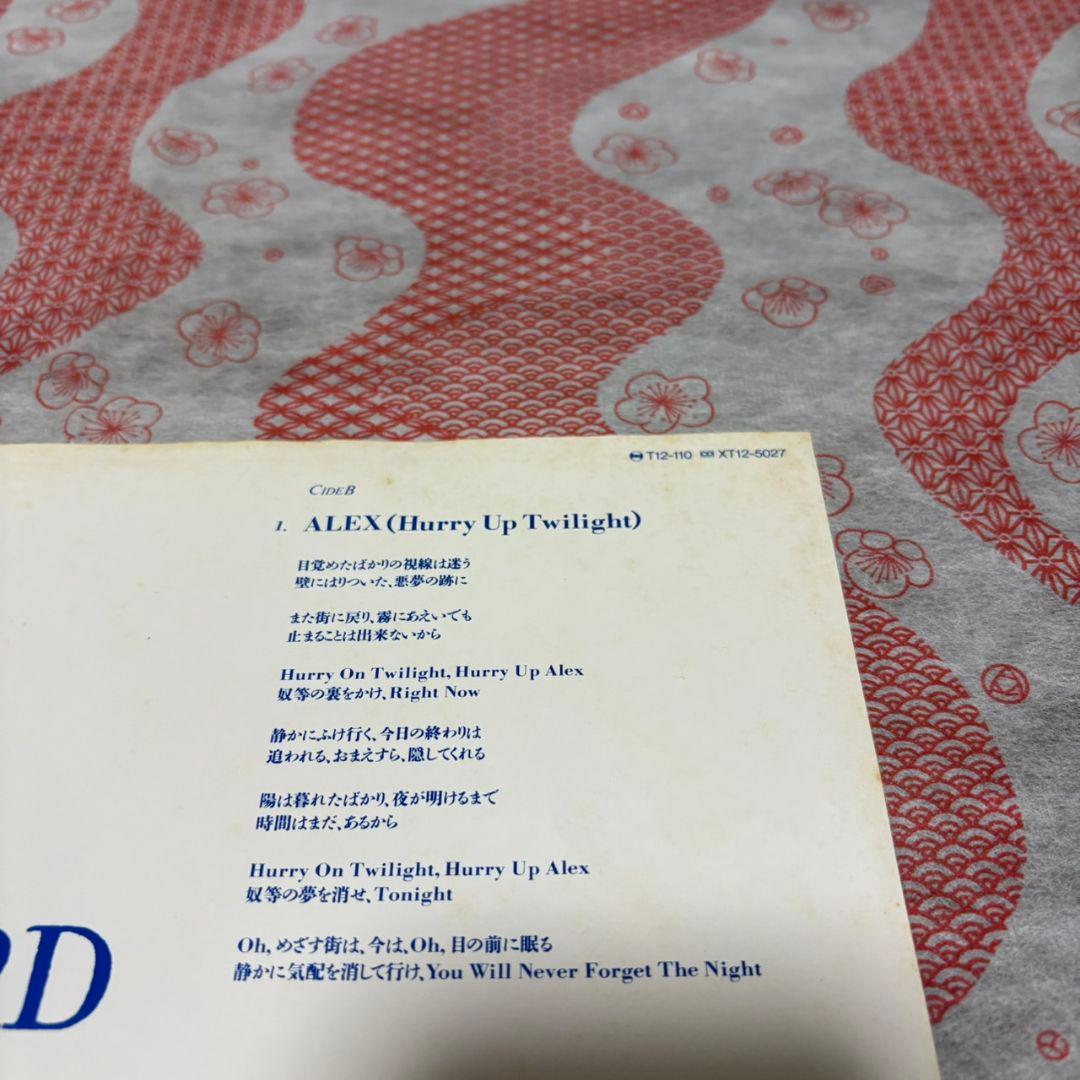 T12-110 XT12-5027
CIDEB
1. ALEX (Hurry Up Twilight)
目覚めたばかりの視線は迷う
壁にはりついた、悪夢の跡に
また街に戻り、霧にあえいでも
止まることは出来ないから
Hurry On Twilight, Hurry Up Alex
奴等の裏をかけ、Right Now
静かにふけ行く、今日の終わりは
追われる、おまえすら、隠してくれる
陽は暮れたばかり、夜が明けるまで
時間はまだ、あるから
Hurry On Twilight, Hurry Up Alex
奴等の夢を消せ、Tonight
Oh, めざす街は、今は、Oh, 目の前に眠る
静かに気配を消して行け、You Will Never Forget The Night